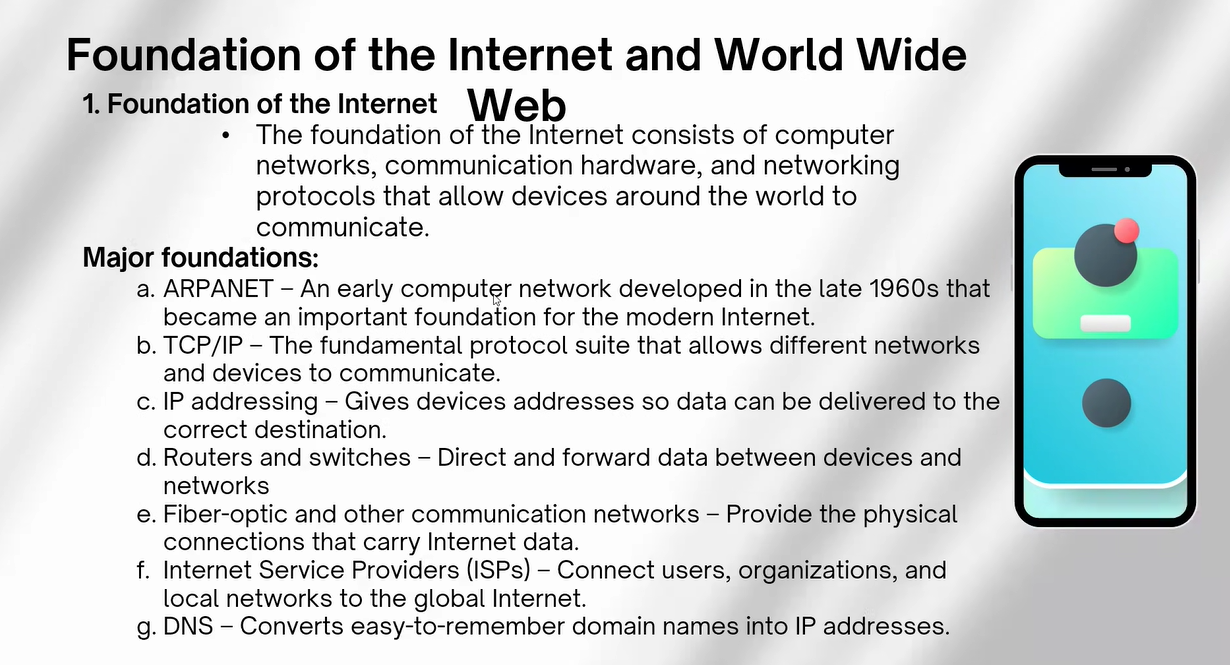 Foundation of the Internet and World Wide
Web
1. Foundation of the Internet
• The foundation of the Internet consists of computer
networks, communication hardware, and networking
protocols that allow devices around the world to
communicate.
Major foundations:
a. ARPANET – An early computer network developed in the late 1960s that
became an important foundation for the modern Internet.
b. TCP/IP – The fundamental protocol suite that allows different networks
and devices to communicate.
c. IP addressing – Gives devices addresses so data can be delivered to the
correct destination.
d. Routers and switches – Direct and forward data between devices and
networks
e. Fiber-optic and other communication networks – Provide the physical
connections that carry Internet data.
f. Internet Service Providers (ISPs) – Connect users, organizations, and
local networks to the global Internet.
g. DNS – Converts easy-to-remember domain names into IP addresses.